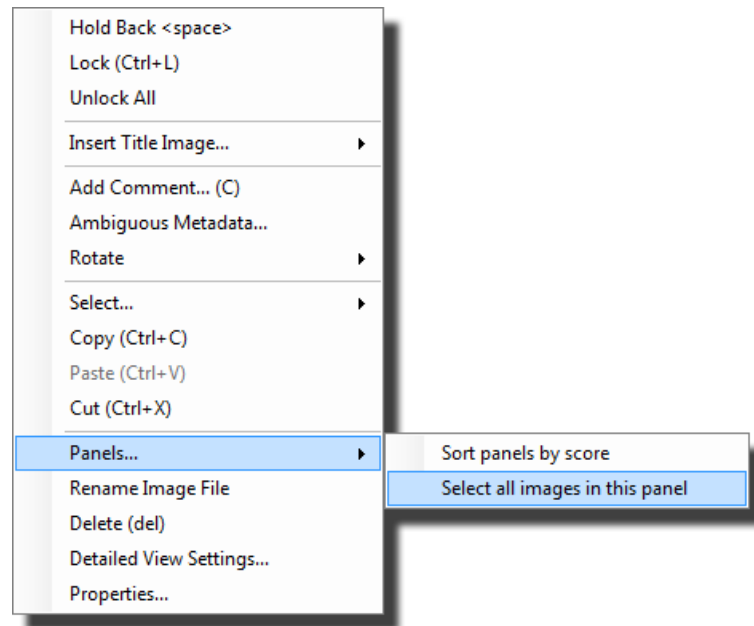 Hold Back <space>
Lock (Ctrl+L)
Unlock All
Insert Title Image...
Add Comment... (C)
Ambiguous Metadata...
Rotate
Select...
Copy (Ctrl+C)
Paste (Ctrl+V)
Cut (Ctrl+X)
Panels...
Sort panels by score
Rename Image File
Select all images in this panel
Delete (del)
Detailed View Settings...
Properties...